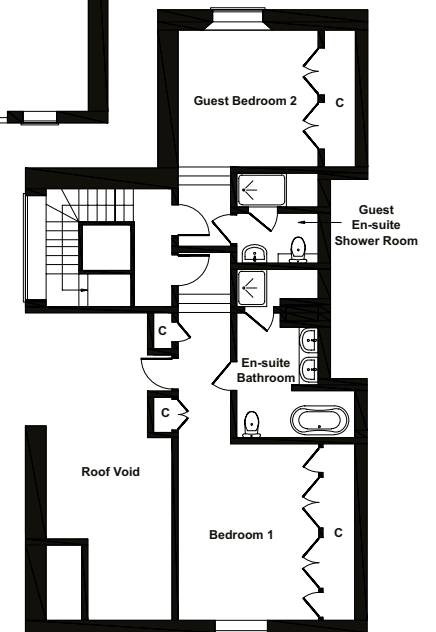 Guest Bedroom 2
C
Guest
En-suite
Shower Room
C
En-suite
Bathroom
C
Roof Void
Bedroom 1
C